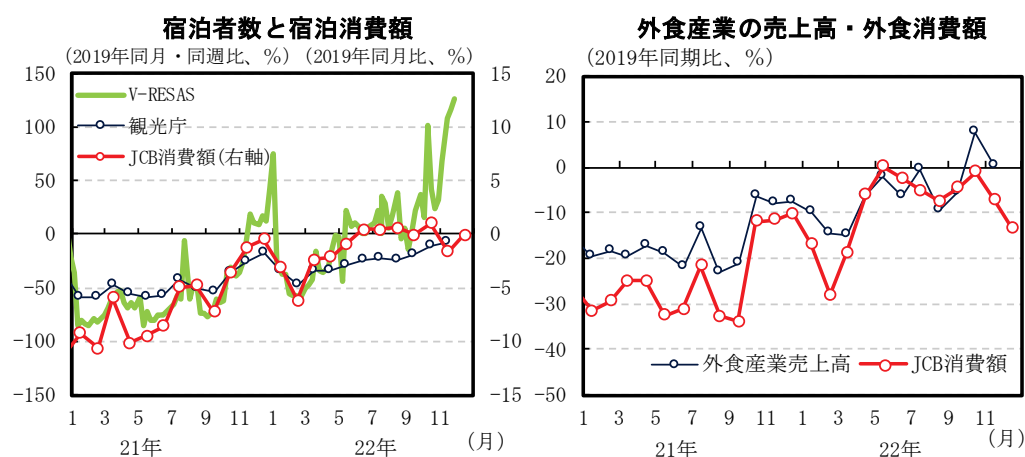 宿泊者数と宿泊消費額
(2019年同月・同週比、%) (2019年同月比、%)
150
100
50
0
-50
-100
-150
15
10
5
0
-5
-10
-15
V-RESAS
観光庁
JCB消費額(右軸)
1 3 5 7 9 11 1 3 5 7 9 11
21年 22年
(月)
外食産業の売上高・外食消費額
(2019年同期比、%)
20
10
0
-10
-20
-30
-40
-50
外食産業売上高 JCB消費額
1 3 5 7 9 11 1 3 5 7 9 11
21年 22年
(月)